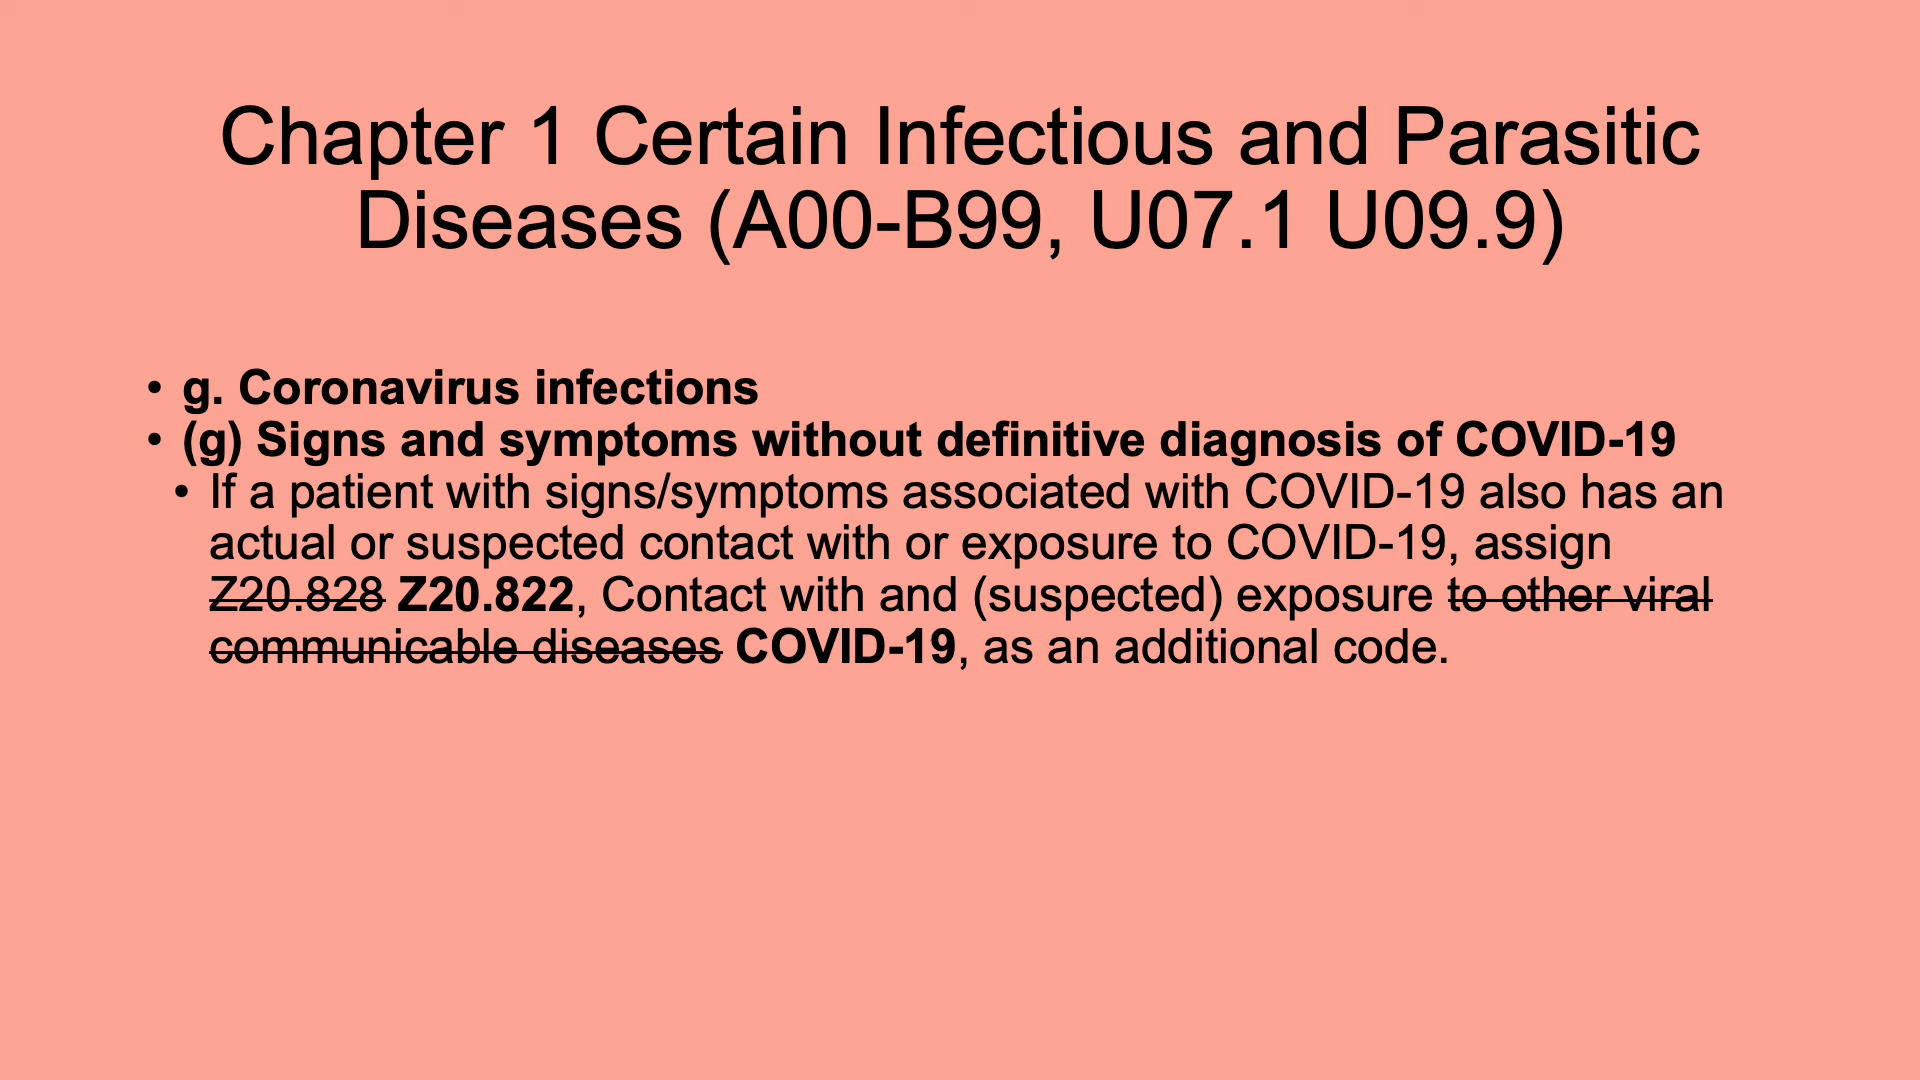 Chapter 1 Certain Infectious and Parasitic
Diseases (A00-B99, U07.1 U09.9)
• g. Coronavirus infections
• (g) Signs and symptoms without definitive diagnosis of COVID-19
• If a patient with signs/symptoms associated with COVID-19 also has an
actual or suspected contact with or exposure to COVID-19, assign
Z20.828 Z20.822, Contact with and (suspected) exposure to other viral
communicable diseases COVID-19, as an additional code.